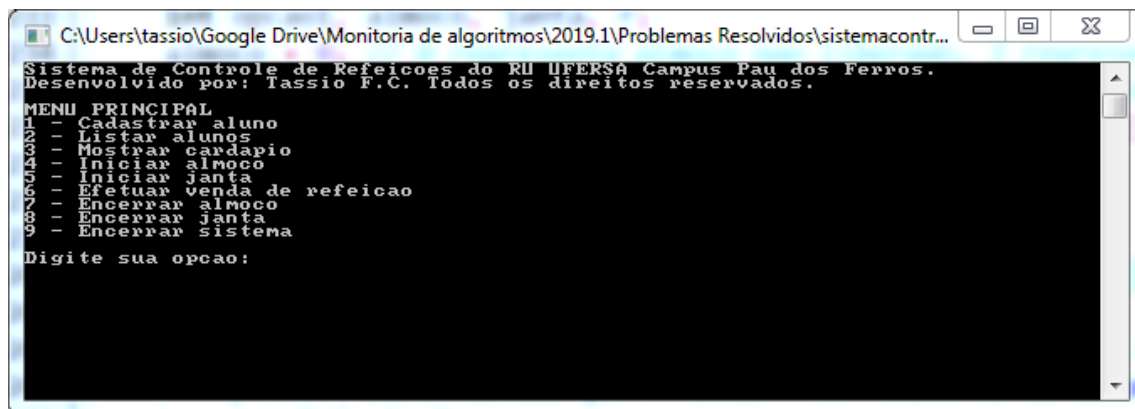 C:\Users\tassio\Google Drive\Monitoria de algoritmos\2019.1\Problemas Resolvidos\sistemacontr...
Sistema de Controle de Refeicoes do RU UFERSA Campus Pau dos Ferros.
Desenvolvido por: Tassio F.C. Todos os direitos reservados.
MENU PRINCIPAL
1 - Cadastrar aluno
2 - Listar alunos
3 - Mostrar cardapio
4 - Iniciar almoco
5 - Iniciar janta
6 - Efetuar venda de refeicao
7 - Encerrar almoco
8 - Encerrar janta
9 - Encerrar sistema
Digite sua opcao: